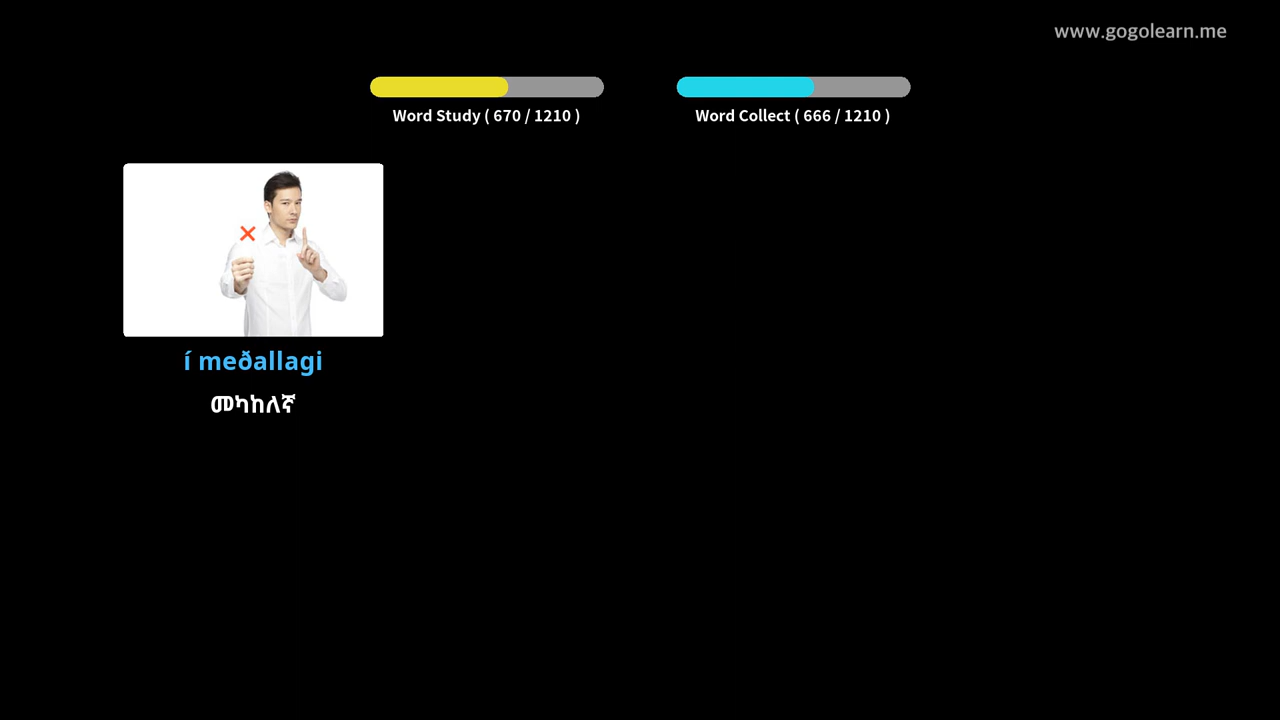 www.gogolearn.me
Word Study ( 670 / 1210 )
Word Collect ( 666 / 1210 )
í meðallagi
መካከለኛ